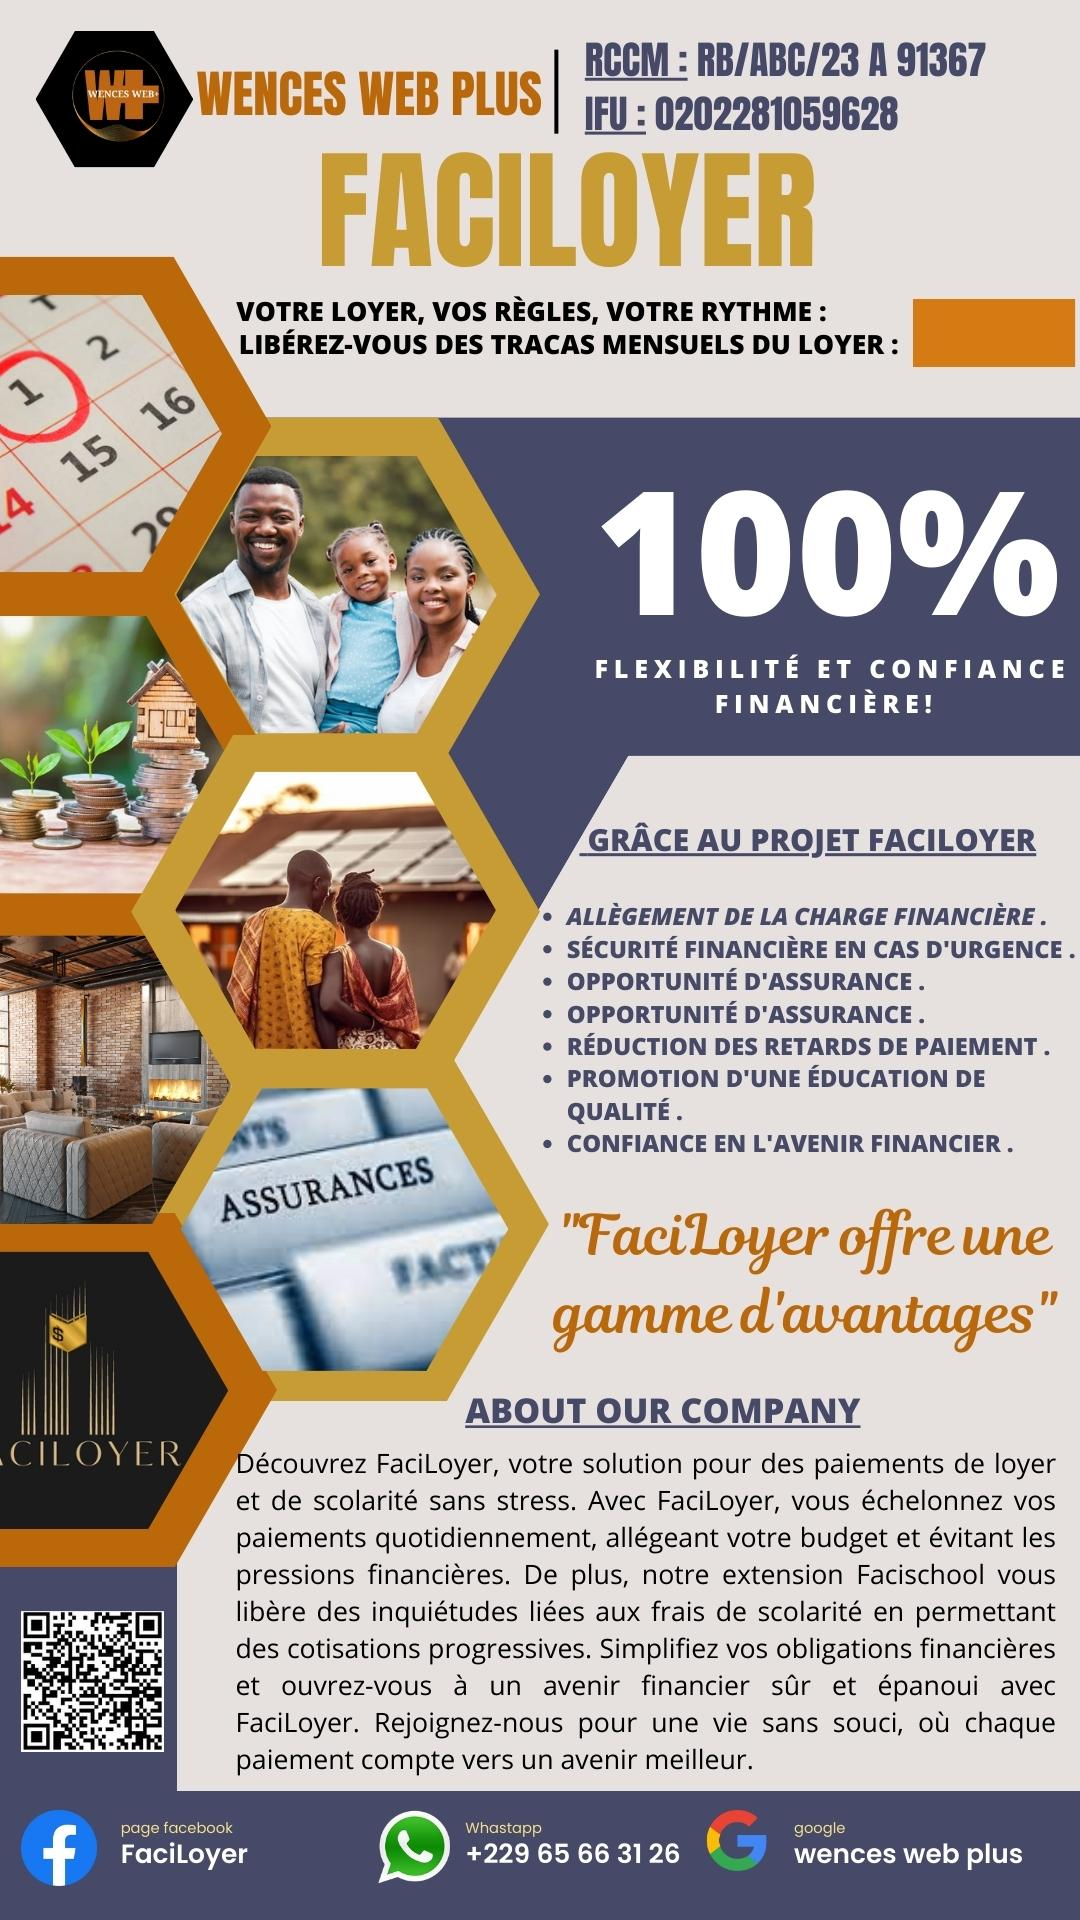 WENCES WEB+
WENCES WEB PLUS
RCCM : RB/ABC/23 A 91367
IFU : 0202281059628
FACILOYER
VOTRE LOYER, VOS RÈGLES, VOTRE RYTHME :
LIBÉREZ-VOUS DES TRACAS MENSUELS DU LOYER :
1
2
15
16
100%
FLEXIBILITÉ ET CONFIANCE
FINANCIÈRE!
GRÂCE AU PROJET FACILOYER
• ALLÈGEMENT DE LA CHARGE FINANCIÈRE .
• SÉCURITÉ FINANCIÈRE EN CAS D'URGENCE .
• OPPORTUNITÉ D'ASSURANCE .
• OPPORTUNITÉ D'ASSURANCE .
• RÉDUCTION DES RETARDS DE PAIEMENT .
• PROMOTION D'UNE ÉDUCATION DE
QUALITÉ .
• CONFIANCE EN L'AVENIR FINANCIER .
ASSURANCES
"FaciLoyer offre une
gamme d'avantages"
$
ACILOYER
ABOUT OUR COMPANY
Découvrez FaciLoyer, votre solution pour des paiements de loyer
et de scolarité sans stress. Avec FaciLoyer, vous échelonnez vos
paiements quotidiennement, allégeant votre budget et évitant les
pressions financières. De plus, notre extension Facischool vous
libère des inquiétudes liées aux frais de scolarité en permettant
des cotisations progressives. Simplifiez vos obligations financières
et ouvrez-vous à un avenir financier sûr et épanoui avec
FaciLoyer. Rejoignez-nous pour une vie sans souci, où chaque
paiement compte vers un avenir meilleur.
page facebook
FaciLoyer
Whastapp
+229 65 66 31 26
google
wences web plus